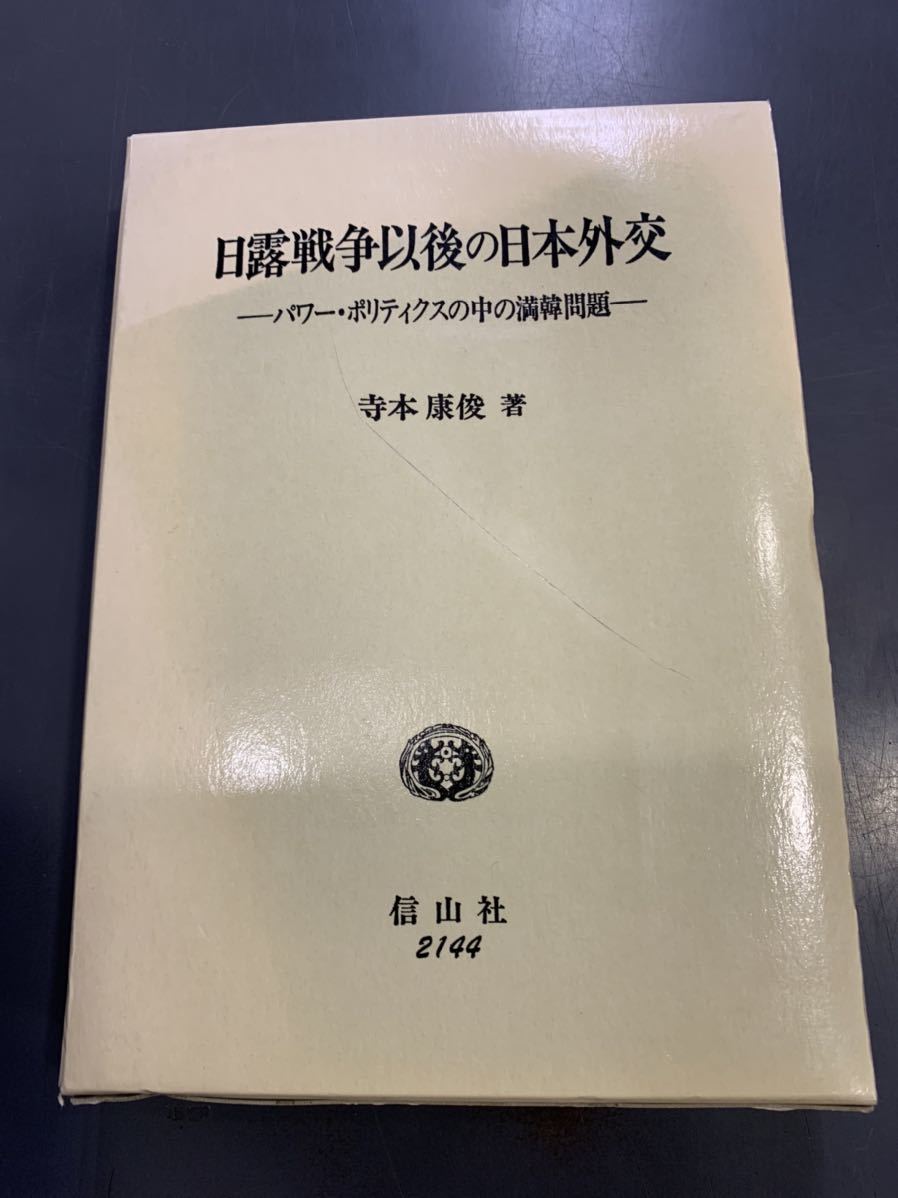 日露戦争以後の日本外交
―パワー・ポリティクスの中の満韓問題―
寺本康俊 著
信山社
2144